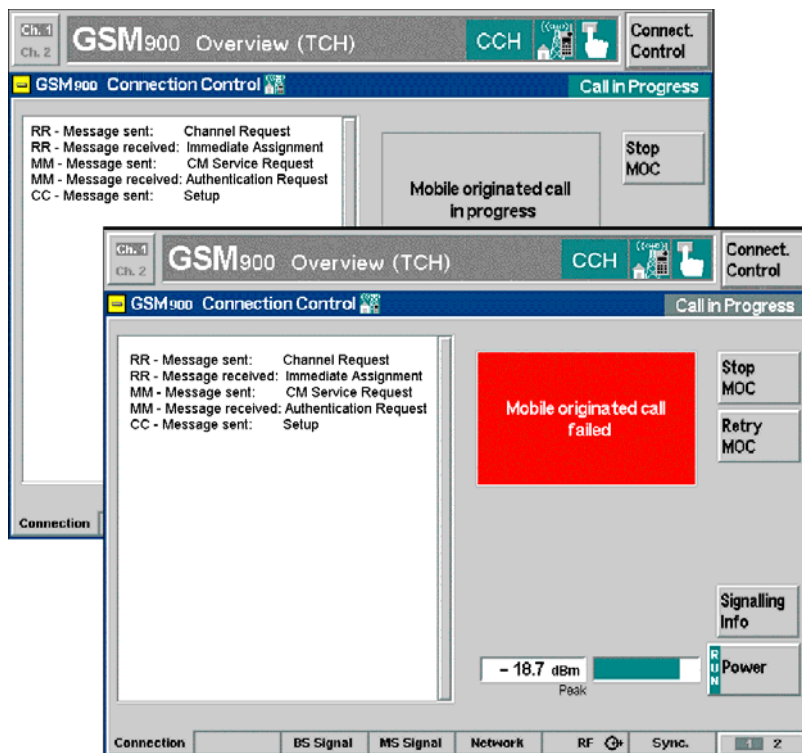 Ch. 1
Ch. 2
GSM900 Overview (TCH)
CCH
Connect.
Control
GSM900 Connection Control
Call in Progress
RR - Message sent: Channel Request
RR - Message received: Immediate Assignment
MM - Message sent: CM Service Request
MM - Message received: Authentication Request
CC - Message sent: Setup
Mobile originated call
in progress
Stop
MOC
Connection
Ch. 1
Ch. 2
GSM900 Overview (TCH)
CCH
Connect.
Control
GSM900 Connection Control
Call in Progress
RR - Message sent: Channel Request
RR - Message received: Immediate Assignment
MM - Message sent: CM Service Request
MM - Message received: Authentication Request
CC - Message sent: Setup
Mobile originated call
failed
Stop
MOC
Retry
MOC
Signalling
Info
- 18.7 dBm
Peak
RUN
Power
Connection BS Signal MS Signal Network RF Sync. 1 2